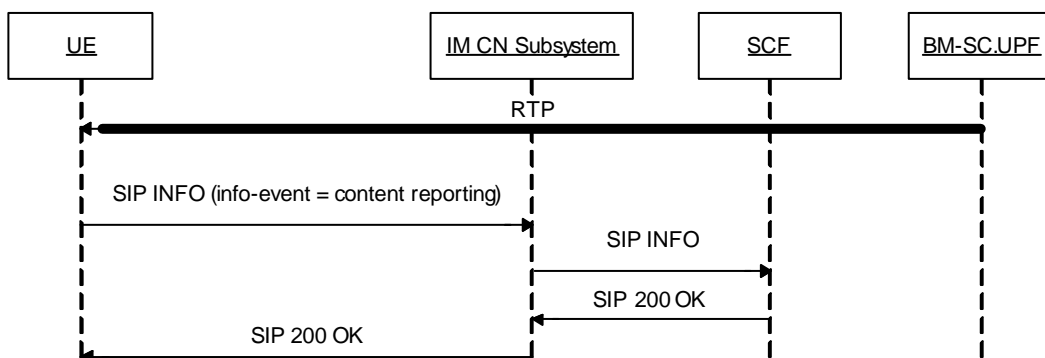 UE
IM CN Subsystem
SCF
BM-SC.UPF
RTP
SIP INFO (info-event = content reporting)
SIP INFO
SIP 200 OK
SIP 200 OK